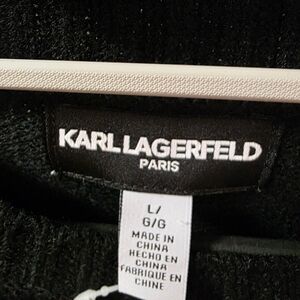 KARL LAGERFELD
PARIS
L/
G/G
MADE IN
CHINA
HECHO EN
CHINA
FABRIQUE EN
CHINE